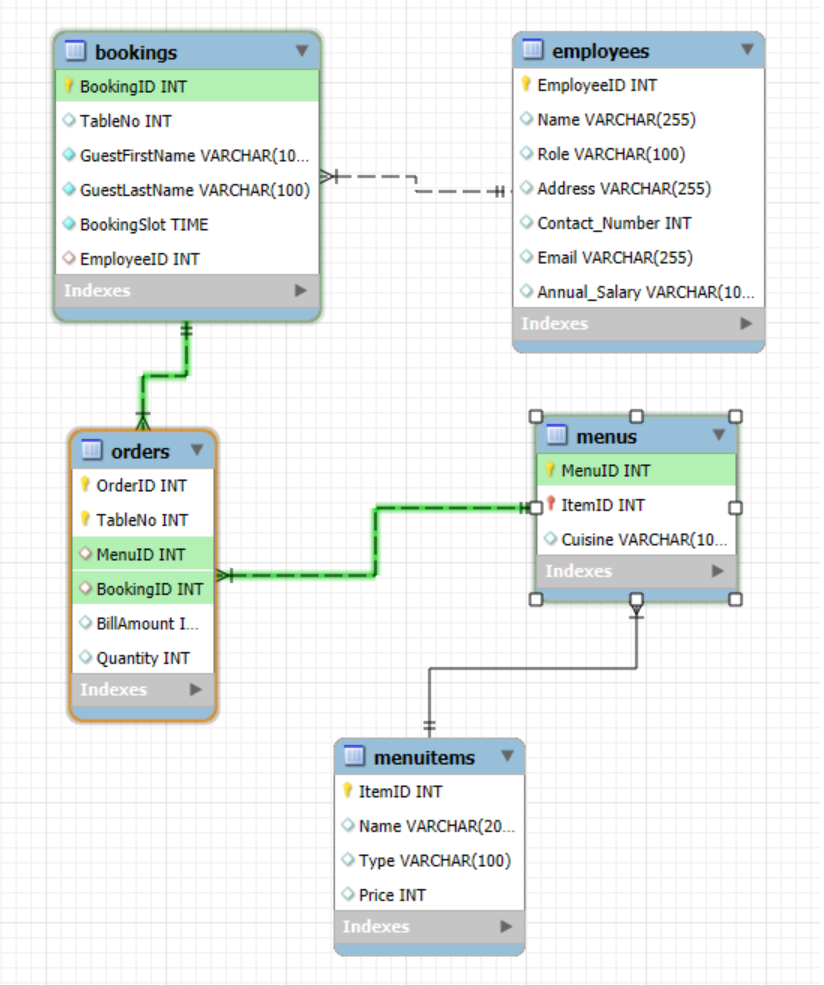 bookings
BookingID INT
TableNo INT
GuestFirstName VARCHAR(10...
GuestLastName VARCHAR(100)
BookingSlot TIME
EmployeeID INT
Indexes
employees
EmployeeID INT
Name VARCHAR(255)
Role VARCHAR(100)
Address VARCHAR(255)
Contact_Number INT
Email VARCHAR(255)
Annual_Salary VARCHAR(10...
Indexes
orders
OrderID INT
TableNo INT
MenuID INT
BookingID INT
BillAmount I...
Quantity INT
Indexes
menus
MenuID INT
ItemID INT
Cuisine VARCHAR(10...
Indexes
menuitems
ItemID INT
Name VARCHAR(20...
Type VARCHAR(100)
Price INT
Indexes